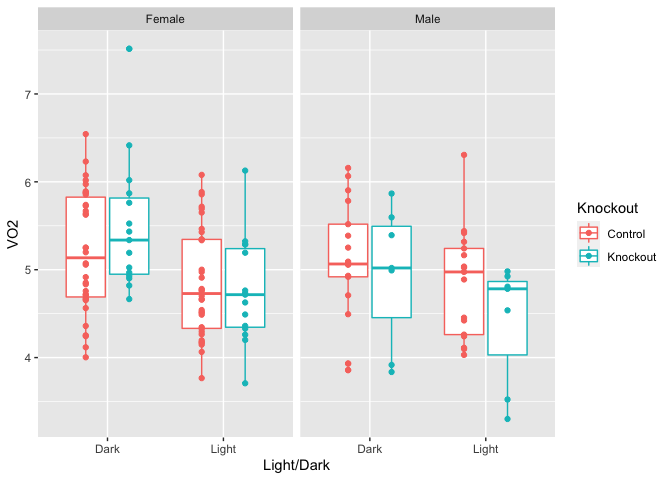 Female
Male
VO2
7
6
5
4
Dark
Light
Dark
Light
Light/Dark
Knockout
Control
Knockout